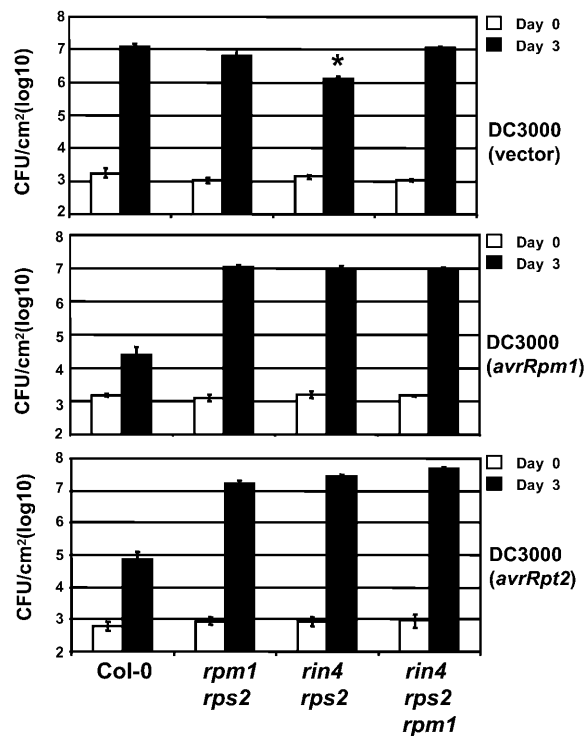 CFU/cm²(log10)
8
7
6
5
4
3
2
*
Day 0
Day 3
DC3000
(vector)
CFU/cm²(log10)
8
7
6
5
4
3
2
Day 0
Day 3
DC3000
(avrRpm1)
CFU/cm²(log10)
8
7
6
5
4
3
2
Day 0
Day 3
DC3000
(avrRpt2)
Col-0
rpm1
rps2
rin4
rps2
rin4
rps2
rpm1